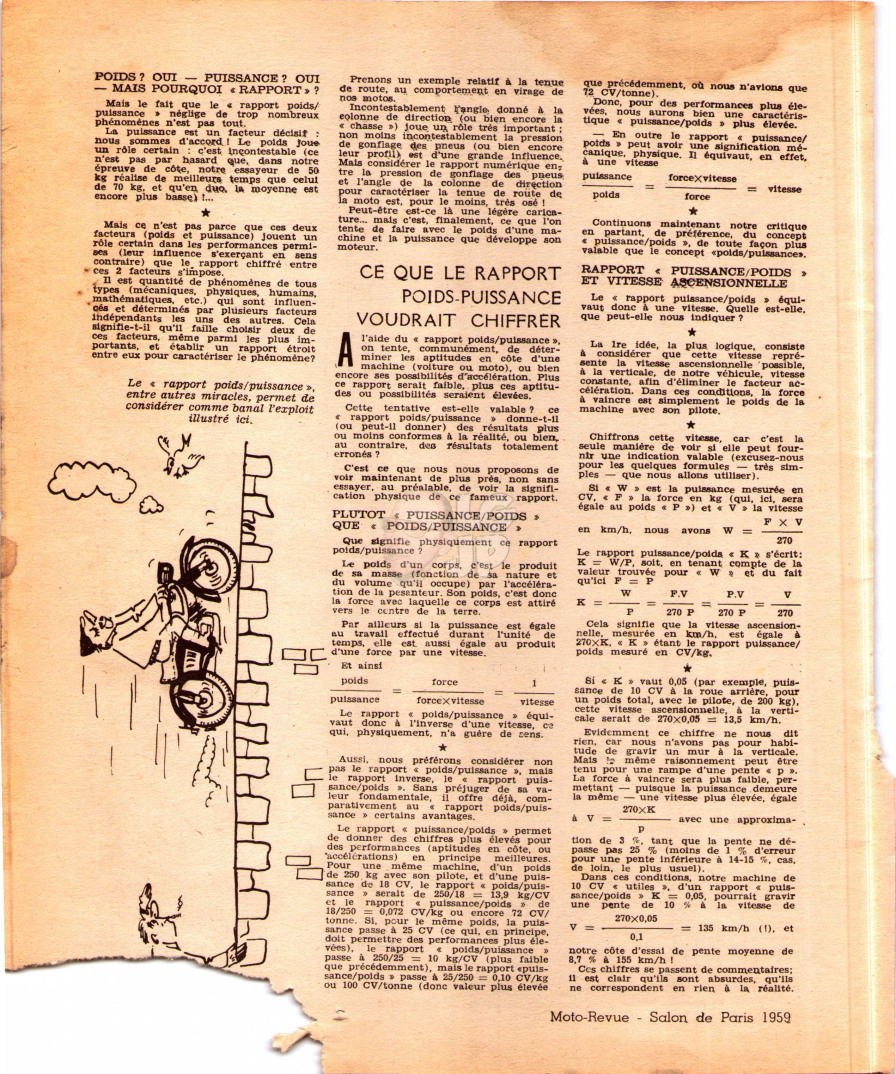 POIDS ? OUI — PUISSANCE ? OUI
— MAIS POURQUOI « RAPPORT » ?
Mais le fait que le « rapport poids/
puissance » néglige de trop nombreux
phénomènes n'est pas tout.
La puissance est un facteur décisif :
nous sommes d'accord ! Le poids joue
un rôle certain : c'est incontestable (ce
n'est pas par hasard que, dans notre
épreuve de côte, notre essayeur de 50
kg réalise de meilleurs temps que celui
de 70 kg, et qu'en duo, la moyenne est
encore plus basse) !...
★
Mais ce n'est pas parce que ces deux
facteurs (poids et puissance) jouent un
rôle certain dans les performances permi-
ses (leur influence s'exerçant en sens
contraire) que le rapport chiffré entre
ces 2 facteurs s'impose.
Il est quantité de phénomènes de tous
types (mécaniques, physiques, humains,
mathématiques, etc.) qui sont influen-
cés et déterminés par plusieurs facteurs
indépendants les uns des autres. Cela
signifie-t-il qu'il faille choisir deux de
ces facteurs, même parmi les plus im-
portants, et établir un rapport étroit
entre eux pour caractériser le phénomène?
Le « rapport poids/puissance »,
entre autres miracles, permet de
considérer comme banal l'exploit
illustré ici.
Prenons un exemple relatif à la tenue
de route, au comportement en virage de
nos motos.
Incontestablement l'angle donné à la
colonne de direction (ou bien encore la
« chasse ») joue un rôle très important ;
non moins incontestablement la pression
de gonflage des pneus (ou bien encore
leur profil) est d'une grande influence.
Mais considérer le rapport numérique en-
tre la pression de gonflage des pneus
et l'angle de la colonne de direction
pour caractériser la tenue de route de
la moto est, pour le moins, très osé !
Peut-être est-ce là une légère carica-
ture... mais c'est, finalement, ce que l'on
tente de faire avec le poids d'une ma-
chine et la puissance que développe son
moteur.
CE QUE LE RAPPORT
POIDS-PUISSANCE
VOUDRAIT CHIFFRER
A l'aide du « rapport poids/puissance »,
on tente, communément, de déter-
miner les aptitudes en côte d'une
machine (voiture ou moto), ou bien
encore ses possibilités d'accélération. Plus
ce rapport serait faible, plus ces aptitu-
des ou possibilités seraient élevées.
Cette tentative est-elle valable ? ce
« rapport poids/puissance » donne-t-il
(ou peut-il donner) des résultats plus
ou moins conformes à la réalité, ou bien,
au contraire, des résultats totalement
erronés ?
C'est ce que nous nous proposons de
voir maintenant de plus prés, non sans
essayer, au préalable, de voir la signifi-
cation physique de ce fameux rapport.
PLUTOT « PUISSANCE/POIDS »
QUE « POIDS/PUISSANCE »
Que signifie physiquement ce rapport
poids/puissance ?
Le poids d'un corps, c'est le produit
de sa masse (fonction de sa nature et
du volume qu'il occupe) par l'accéléra-
tion de la pesanteur. Son poids, c'est donc
la force avec laquelle ce corps est attiré
vers le centre de la terre.
Par ailleurs si la puissance est égale
au travail effectué durant l'unité de
temps, elle est aussi égale au produit
d'une force par une vitesse.
Et ainsi
poids force 1
= =
puissance force×vitesse vitesse
Le rapport « poids/puissance » équi-
vaut donc à l'inverse d'une vitesse, ce
qui, physiquement, n'a guère de sens.
★
Aussi, nous préférons considérer non
pas le rapport « poids/puissance », mais
le rapport inverse, le « rapport puis-
sance/poids ». Sans préjuger de sa va-
leur fondamentale, il offre déjà, com-
parativement au « rapport poids/puis-
sance » certains avantages.
Le rapport « puissance/poids » permet
de donner des chiffres plus élevés pour
des performances (aptitudes en côte, ou
accélérations) en principe meilleures.
Pour une même machine, d'un poids
de 250 kg avec son pilote, et d'une puis-
sance de 18 CV, le rapport « poids/puis-
sance » serait de 250/18 = 13,9 kg/CV
et le rapport « puissance/poids » de
18/250 = 0,072 CV/kg ou encore 72 CV/
tonne. Si, pour le même poids, la puis-
sance passe à 25 CV (ce qui, en principe,
doit permettre des performances plus éle-
vées), le rapport « poids/puissance »
passe à 250/25 = 10 kg/CV (plus faible
que précédemment), mais le rapport «puis-
sance/poids » passe à 25/250 = 0,10 CV/kg
ou 100 CV/tonne (donc valeur plus élevée
que précédemment, où nous n'avions que
72 CV/tonne).
Donc, pour des performances plus éle-
vées, nous aurons bien une caractéris-
tique « puissance/poids » plus élevée.
— En outre le rapport « puissance/
poids » peut avoir une signification mé-
canique, physique. Il équivaut, en effet,
à une vitesse
puissance force×vitesse
= = vitesse
poids force
★
Continuons maintenant notre critique
en partant, de préférence, du concept
« puissance/poids », de toute façon plus
valable que le concept «poids/puissance».
RAPPORT « PUISSANCE/POIDS »
ET VITESSE ASCENSIONNELLE
Le « rapport puissance/poids » équi-
vaut donc à une vitesse. Quelle est-elle,
que peut-elle nous indiquer ?
★
La 1re idée, la plus logique, consiste
à considérer que cette vitesse repré-
sente la vitesse ascensionnelle possible,
à la verticale, de notre véhicule, vitesse
constante, afin d'éliminer le facteur ac-
célération. Dans ces conditions, la force
à vaincre est simplement le poids de la
machine avec son pilote.
★
Chiffrons cette vitesse, car c'est la
seule manière de voir si elle peut four-
nir une indication valable (excusez-nous
pour les quelques formules — très sim-
ples — que nous allons utiliser).
Si « W » est la puissance mesurée en
CV, « F » la force en kg (qui, ici, sera
égale au poids « P ») et « V » la vitesse
F × V
en km/h, nous avons W =
270
Le rapport puissance/poids « K » s'écrit:
K = W/P, soit, en tenant compte de la
valeur trouvée pour « W » et du fait
qu'ici F = P
W F.V P.V V
K = = = =
P 270 P 270 P 270
Cela signifie que la vitesse ascension-
nelle, mesurée en km/h, est égale à
270×K, « K » étant le rapport puissance/
poids mesuré en CV/kg.
★
Si « K » vaut 0,05 (par exemple, puis-
sance de 10 CV à la roue arrière, pour
un poids total, avec le pilote, de 200 kg),
cette vitesse ascensionnelle, à la verti-
cale serait de 270×0,05 = 13,5 km/h.
Evidemment ce chiffre ne nous dit
rien, car nous n'avons pas pour habi-
tude de gravir un mur à la verticale.
Mais le même raisonnement peut être
tenu pour une rampe d'une pente « p ».
La force à vaincre sera plus faible, per-
mettant — puisque la puissance demeure
la même — une vitesse plus élevée, égale
270×K
à V = avec une approxima-
p
tion de 3 %, tant que la pente ne dé-
passe pas 25 % (moins de 1 % d'erreur
pour une pente inférieure à 14-15 %, cas,
de loin, le plus usuel).
Dans ces conditions, notre machine de
10 CV « utiles », d'un rapport « puis-
sance/poids » K = 0,05, pourrait gravir
une pente de 10 % à la vitesse de
270×0,05
V = = 135 km/h (!), et
0,1
notre côte d'essai de pente moyenne de
8,7 % à 155 km/h !
Ces chiffres se passent de commentaires;
il est clair qu'ils sont absurdes, qu'ils
ne correspondent en rien à la réalité.
Moto-Revue - Salon de Paris 1959